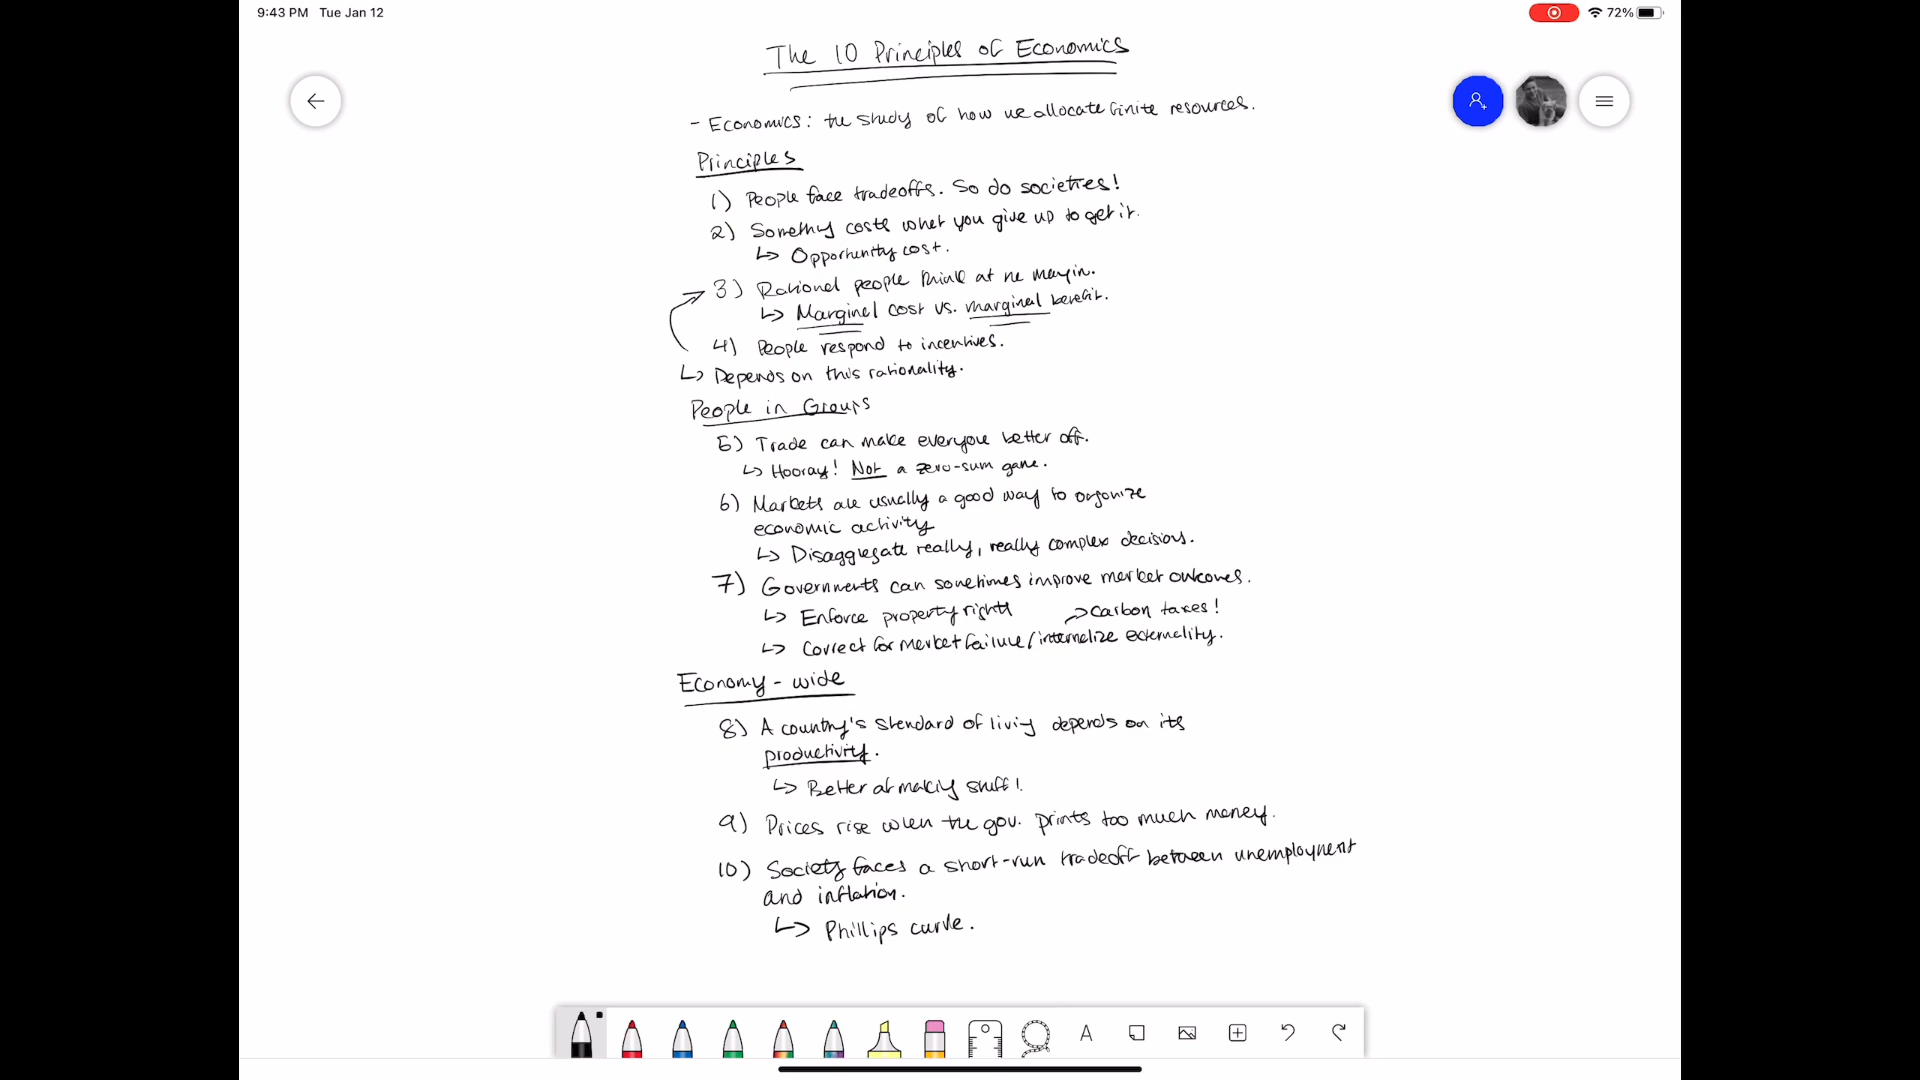 9:43 PM Tue Jan 12
72%
The 10 Principles of Economics
- Economics: the study of how we allocate finite resources.
Principles
1) People face tradeoffs. So do societies!
2) Something costs what you give up to get it.
↳ Opportunity cost.
3) Rational people think at the margin.
↳ Marginal cost vs. marginal benefit.
4) People respond to incentives.
↳ Depends on this rationality.
People in Groups
5) Trade can make everyone better off.
↳ Hooray! Not a zero-sum game.
6) Markets are usually a good way to organize
economic activity
↳ Disaggregate really, really complex decisions.
7) Governments can sometimes improve market outcomes.
↳ Enforce property rights
→ Carbon taxes!
↳ Correct for market failure/internalize externality.
Economy-wide
8) A country's standard of living depends on its
productivity.
↳ Better at making stuff!
9) Prices rise when the gov. prints too much money.
10) Society faces a short-run tradeoff between unemployment
and inflation.
↳ Phillips curve.
A